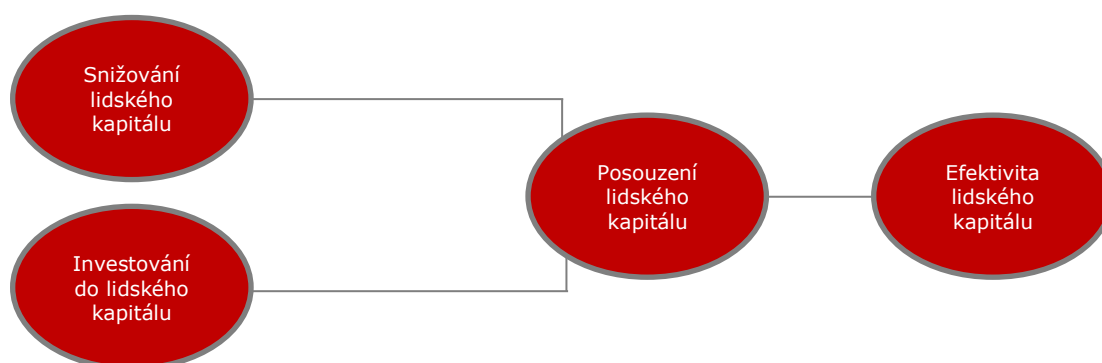 Snižování
lidského
kapitálu
Investování
do lidského
kapitálu
Posouzení
lidského
kapitálu
Efektivita
lidského
kapitálu